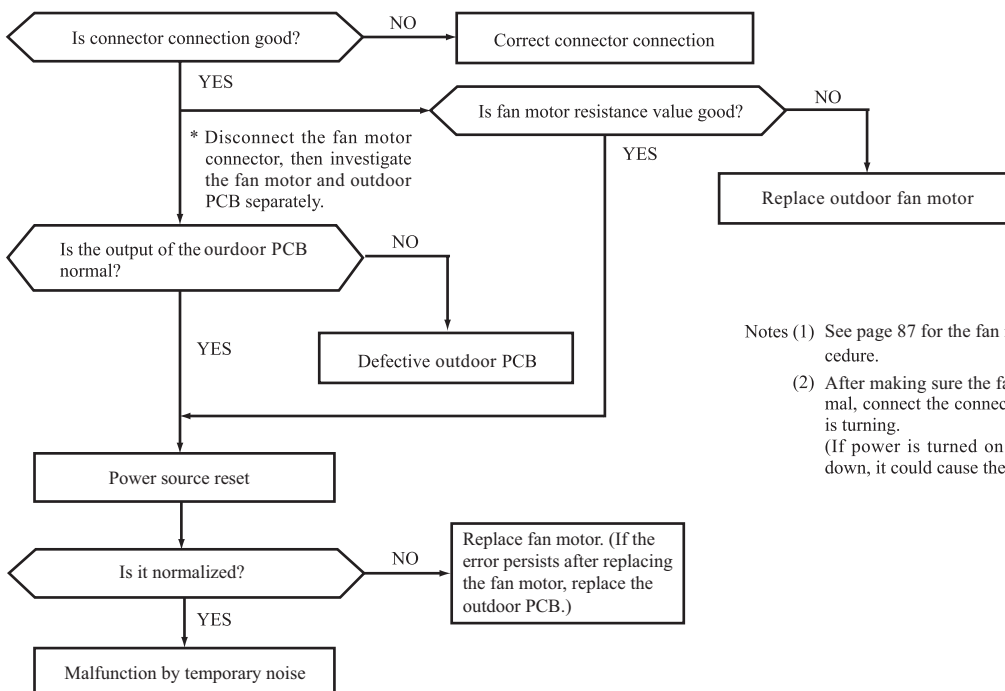 Is connector connection good?
NO
Correct connector connection
YES
Is fan motor resistance value good?
NO
* Disconnect the fan motor
connector, then investigate
the fan motor and outdoor
PCB separately.
YES
Replace outdoor fan motor
Is the output of the ourdoor PCB
normal?
NO
YES
Defective outdoor PCB
Notes (1) See page 87 for the fan
cedure.
(2) After making sure the fa
mal, connect the connec
is turning.
(If power is turned on
down, it could cause the
Power source reset
Is it normalized?
NO
Replace fan motor. (If the
error persists after replacing
the fan motor, replace the
outdoor PCB.)
YES
Malfunction by temporary noise